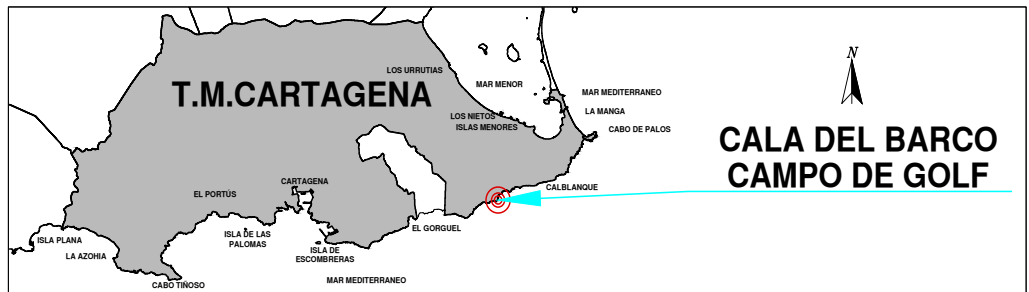 T.M.CARTAGENA
LOS URRUTIAS
MAR MENOR
MAR MEDITERRANEO
LA MANGA
LOS NIETOS
ISLAS MENORES
CABO DE PALOS
N
CALA DEL BARCO
CAMPO DE GOLF
CARTAGENA
CALBLANQUE
EL PORTÚS
EL GORGUEL
ISLA PLANA
ISLA DE LAS
PALOMAS
LA AZOHIA
ISLA DE
ESCOMBRERAS
CABO TIÑOSO
MAR MEDITERRANEO